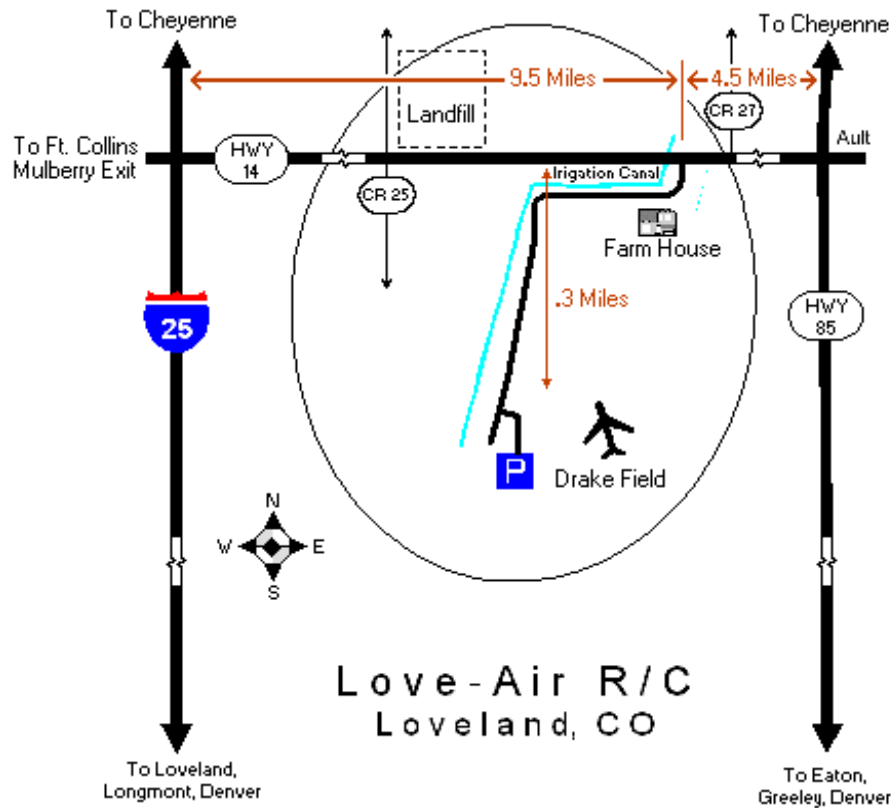 To Cheyenne
To Cheyenne
9.5 Miles
4.5 Miles
Landfill
CR 27
To Ft. Collins
Mulberry Exit
HWY
14
Ault
Irrigation Canal
CR 25
Farm House
.3 Miles
25
HWY
85
P
Drake Field
N
W
E
S
Love-Air R/C
Loveland, CO
To Loveland,
Longmont, Denver
To Eaton,
Greeley, Denver